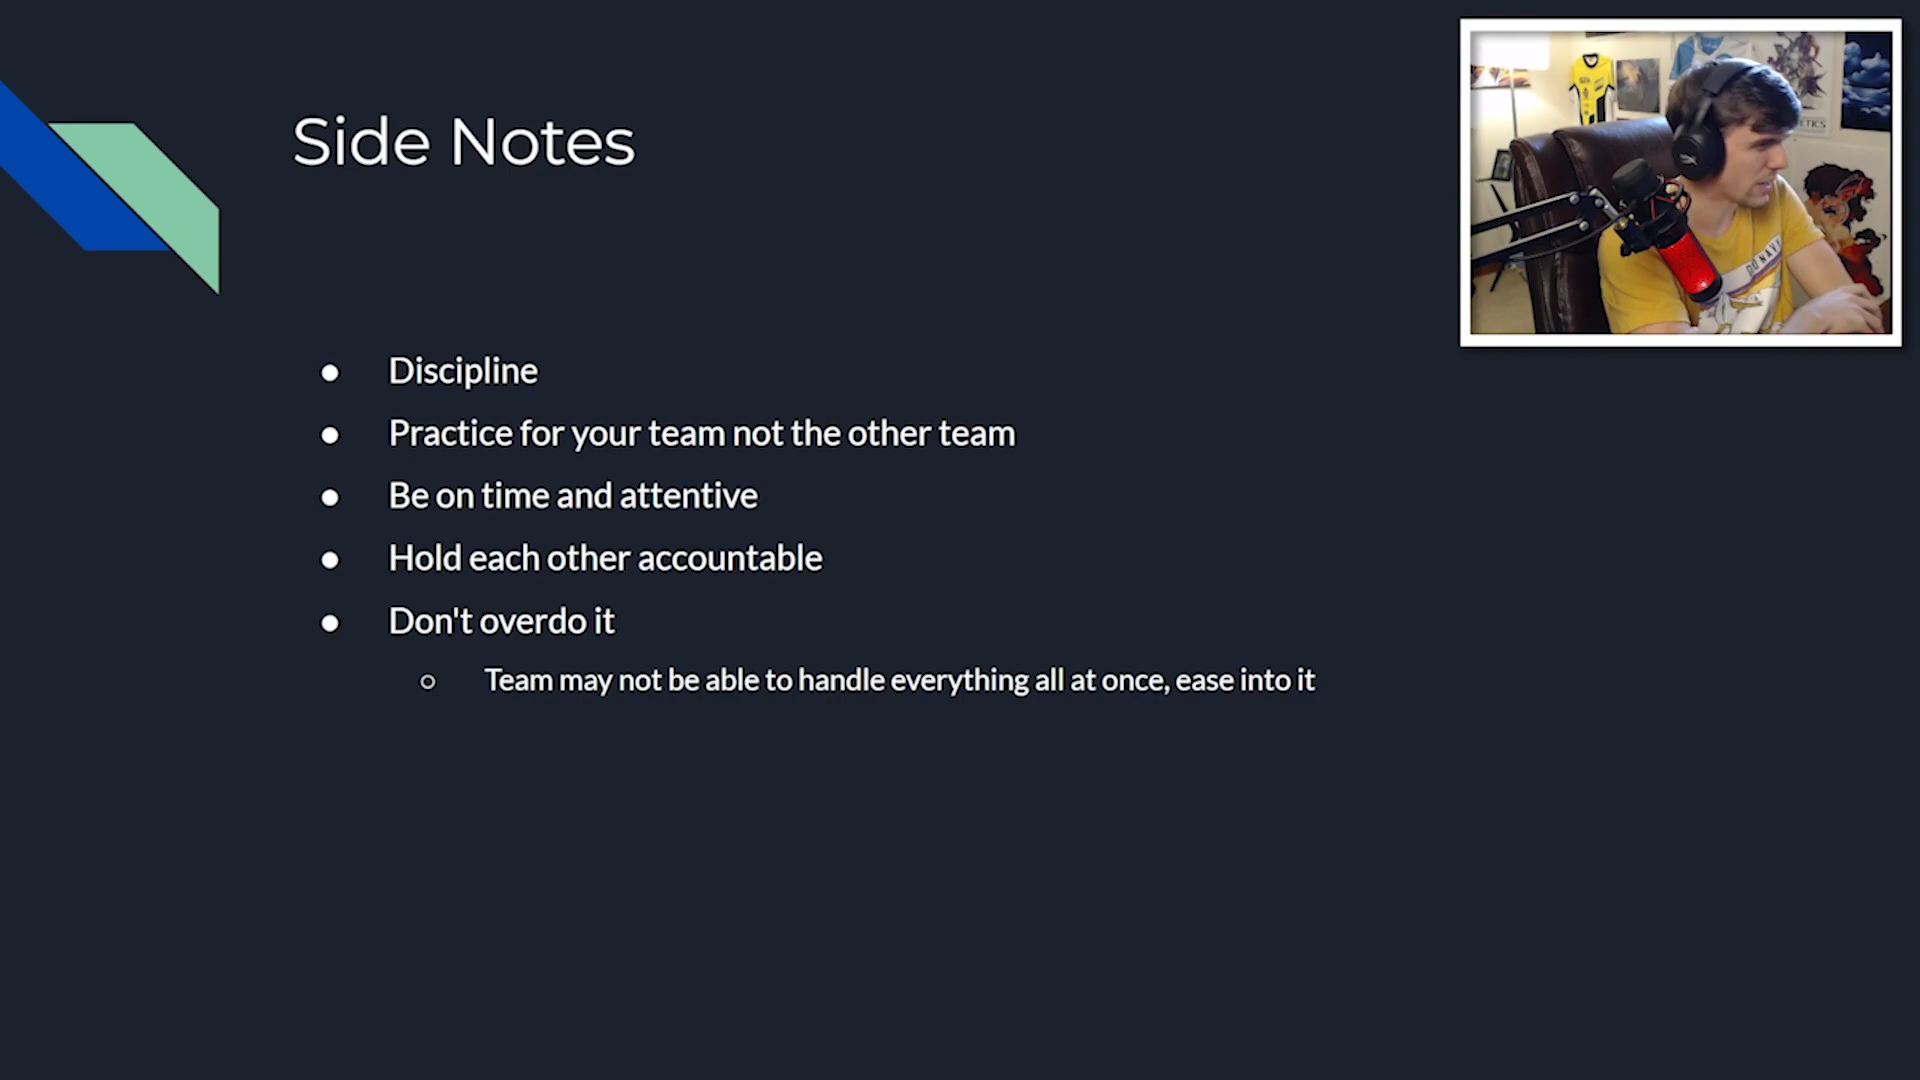 Side Notes
Discipline
Practice for your team not the other team
Be on time and attentive
Hold each other accountable
Don't overdo it
Team may not be able to handle everything all at once, ease into it